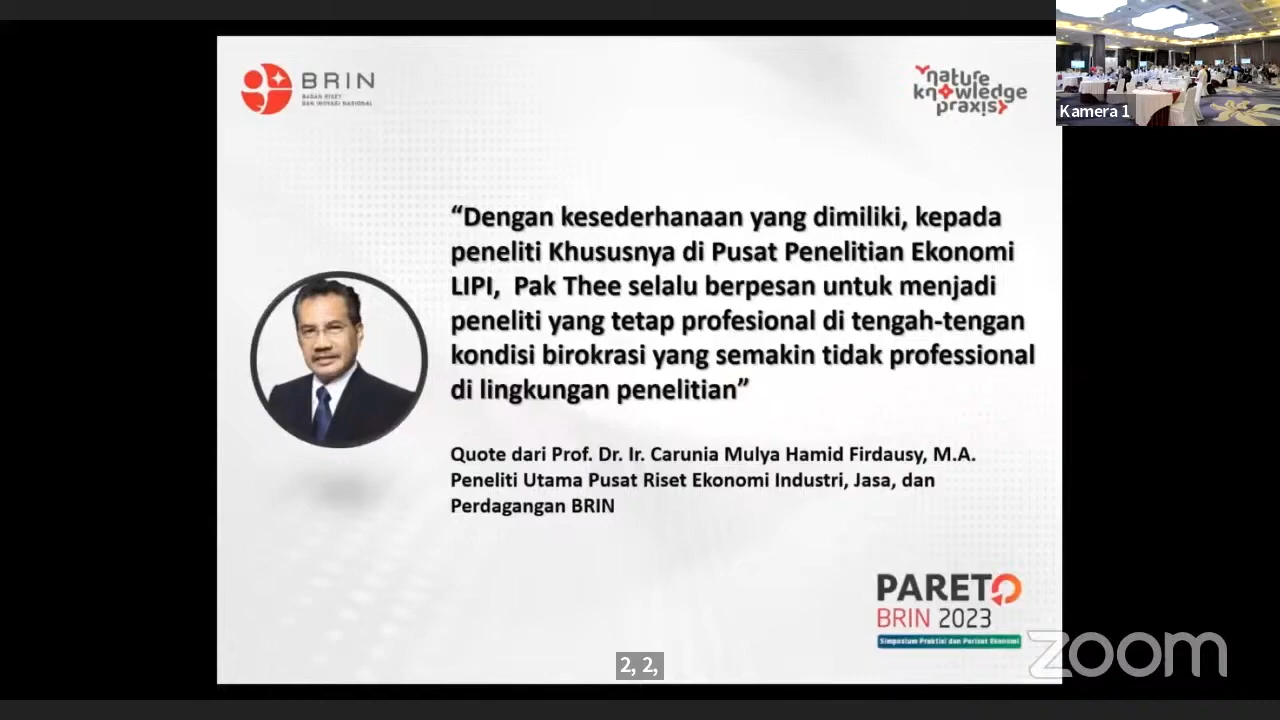 BRIN
BADAN RISET
DAN INOVASI NASIONAL
nature
knowledge
praxis
Kamera 1
“Dengan kesederhanaan yang dimiliki, kepada
peneliti Khususnya di Pusat Penelitian Ekonomi
LIPI, Pak Thee selalu berpesan untuk menjadi
peneliti yang tetap profesional di tengah-tengan
kondisi birokrasi yang semakin tidak professional
di lingkungan penelitian”
Quote dari Prof. Dr. Ir. Carunia Mulya Hamid Firdausy, M.A.
Peneliti Utama Pusat Riset Ekonomi Industri, Jasa, dan
Perdagangan BRIN
PARETO
BRIN 2023
Simposium Praktisi dan Periset Ekonomi
zoom
2, 2,